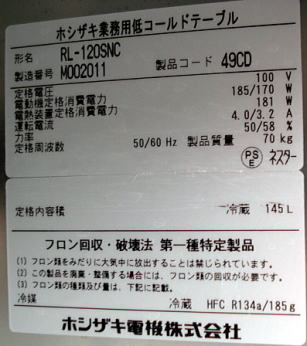 ホシザキ業務用低コールドテーブル
形名 RL-120SNC
製造番号 M002011 製品コード 49CD
定格電圧 100 V
電動機定格消費電力 185/170 W
電熱装置定格消費電力 181 W
運転電流 4.0/3.2 A
力率 50/58 %
定格周波数 50/60 Hz 製品質量 70 kg
PSE ネスター
定格内容積 冷蔵 145 L
フロン回収・破壊法 第一種特定製品
(1) フロン類をみだりに大気中に放出することは禁じられています。
(2) この製品を廃棄・整備する場合には、フロン類の回収が必要です。
(3) フロン類の種類及び量は、下記に記載。
冷媒 冷蔵 HFC R134a/185g
ホシザキ電機株式会社